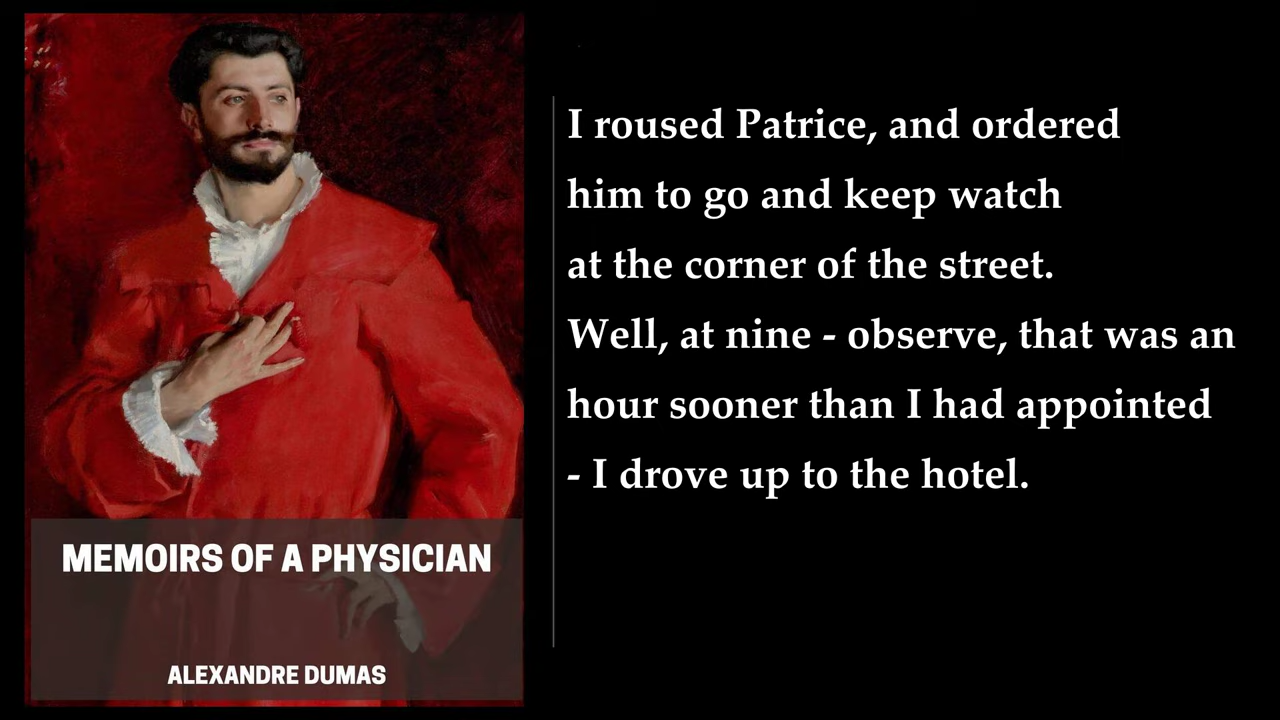 I roused Patrice, and ordered
him to go and keep watch
at the corner of the street.
Well, at nine - observe, that was an
hour sooner than I had appointed
- I drove up to the hotel.
MEMOIRS OF A PHYSICIAN
ALEXANDRE DUMAS